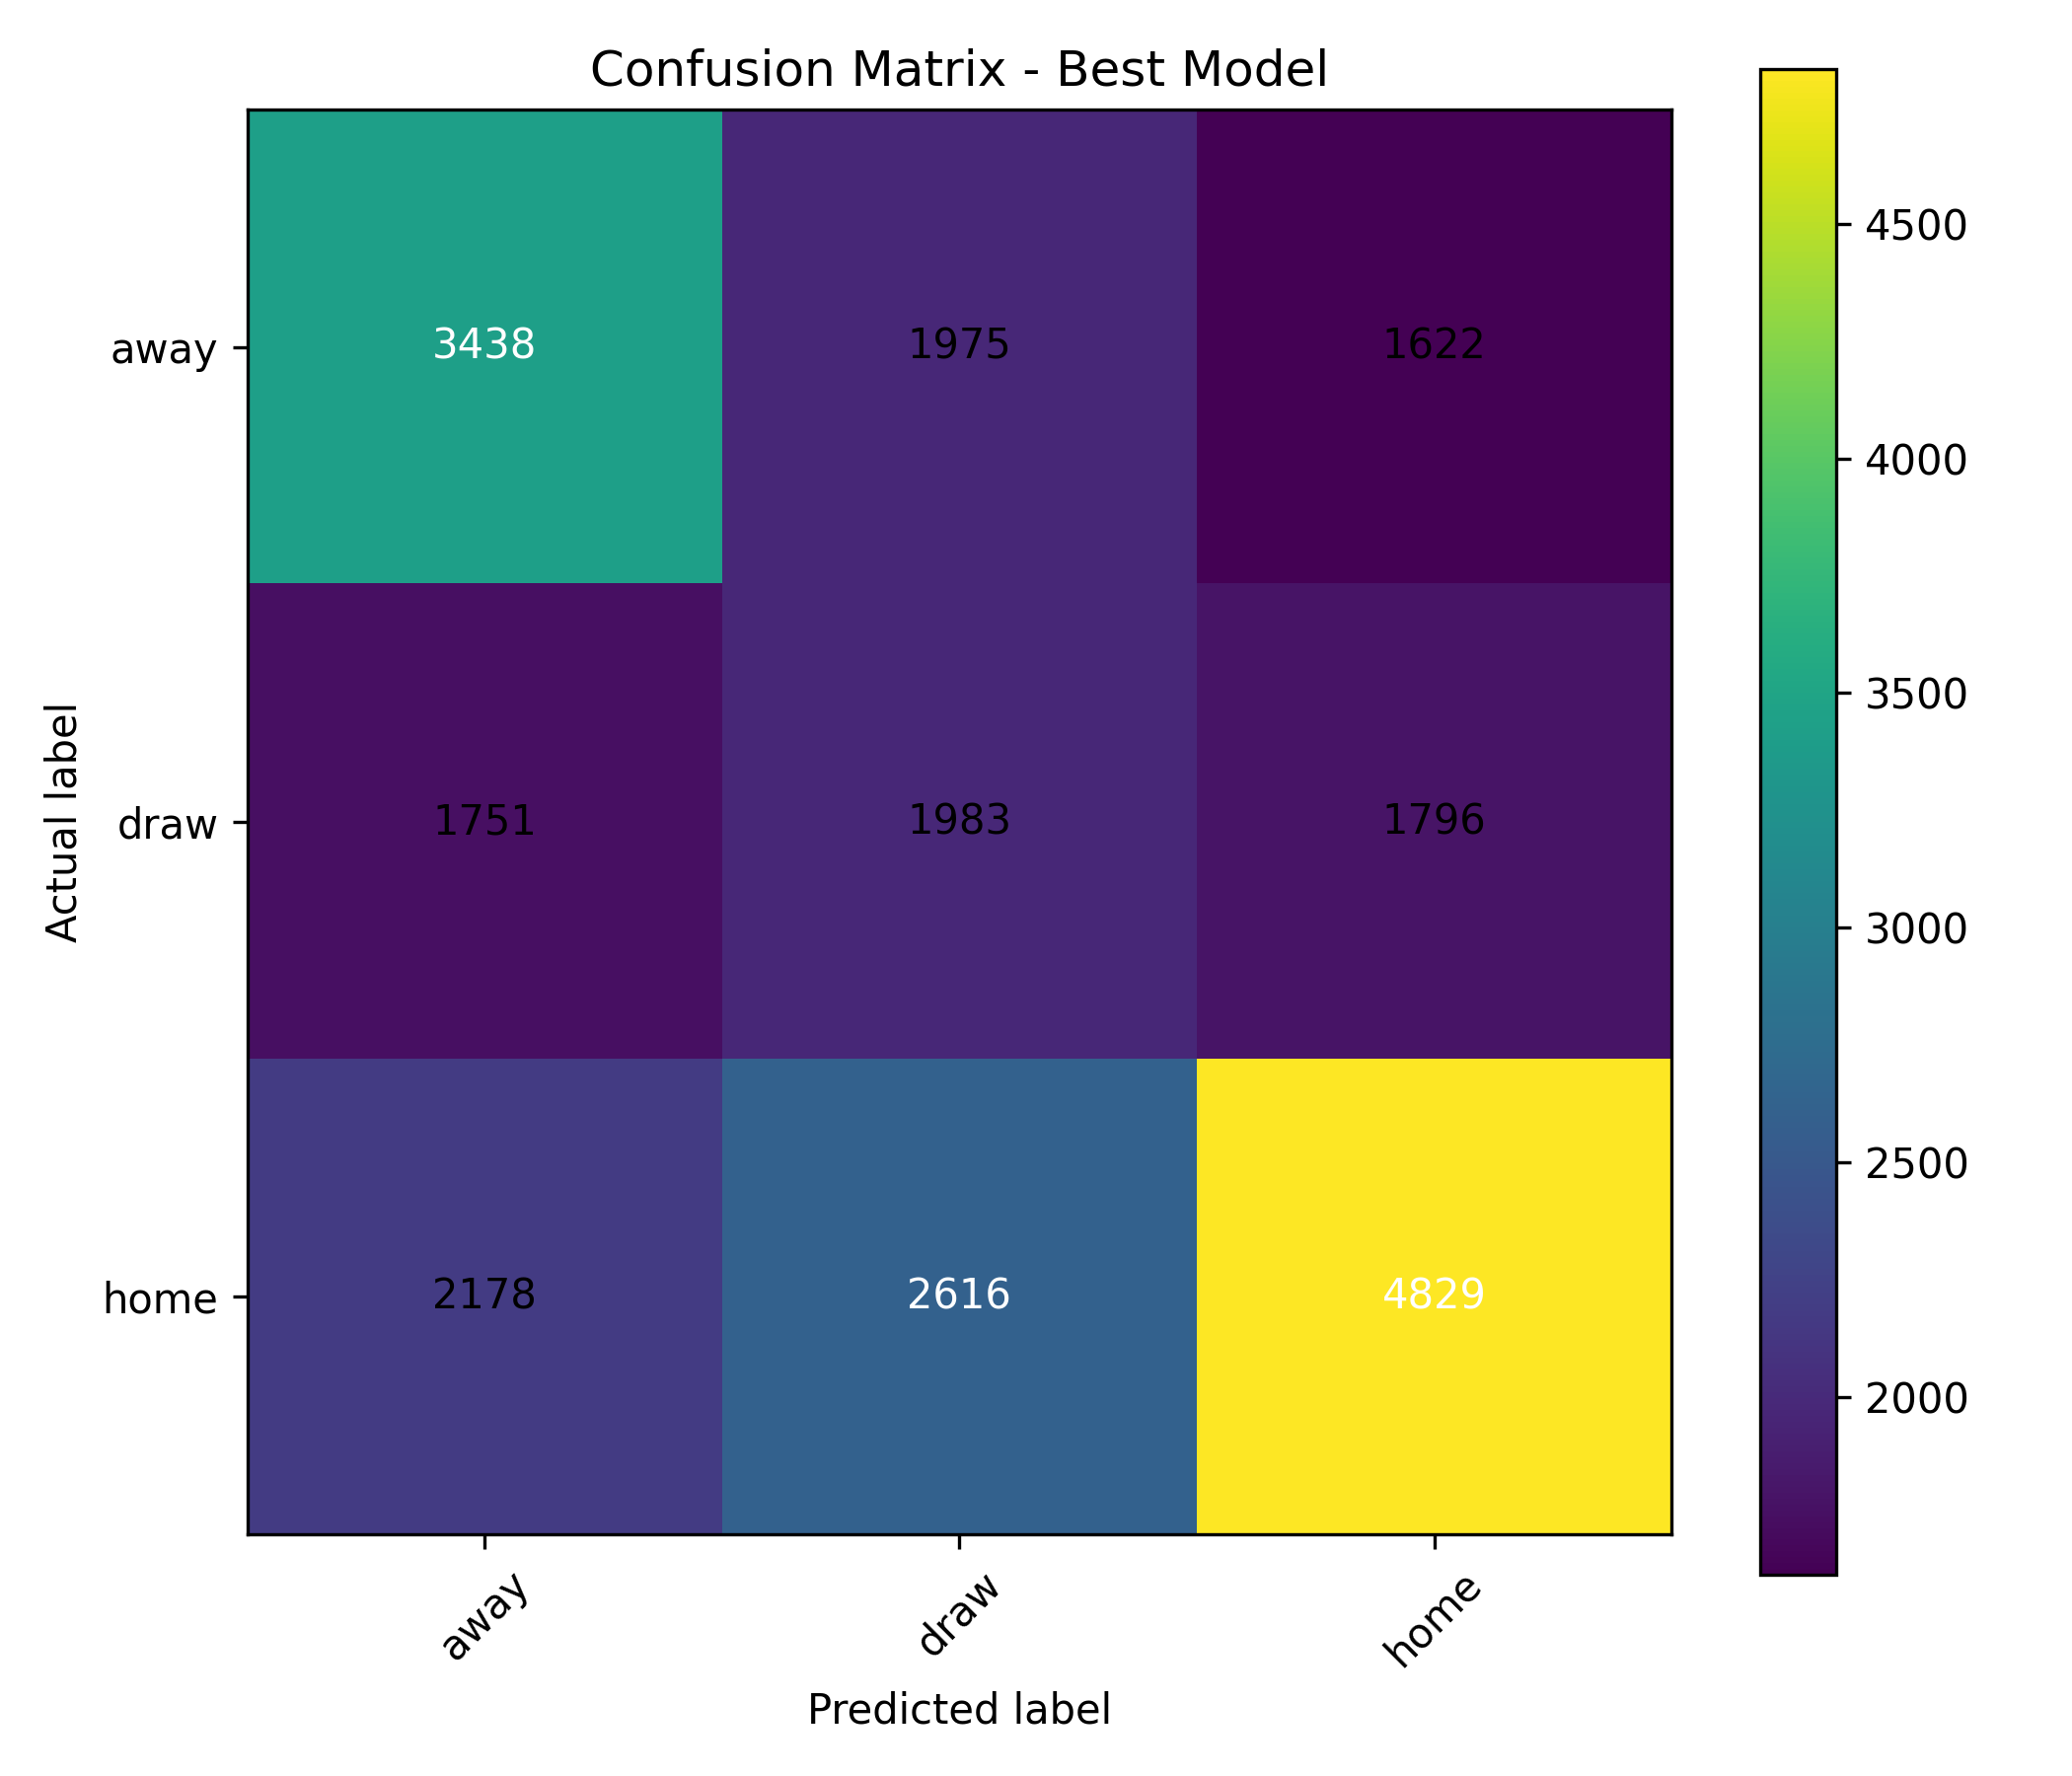 Confusion Matrix - Best Model
away
3438
1975
1622
draw
1751
1983
1796
home
2178
2616
4829
away
draw
home
Predicted label
Actual label
4500
4000
3500
3000
2500
2000